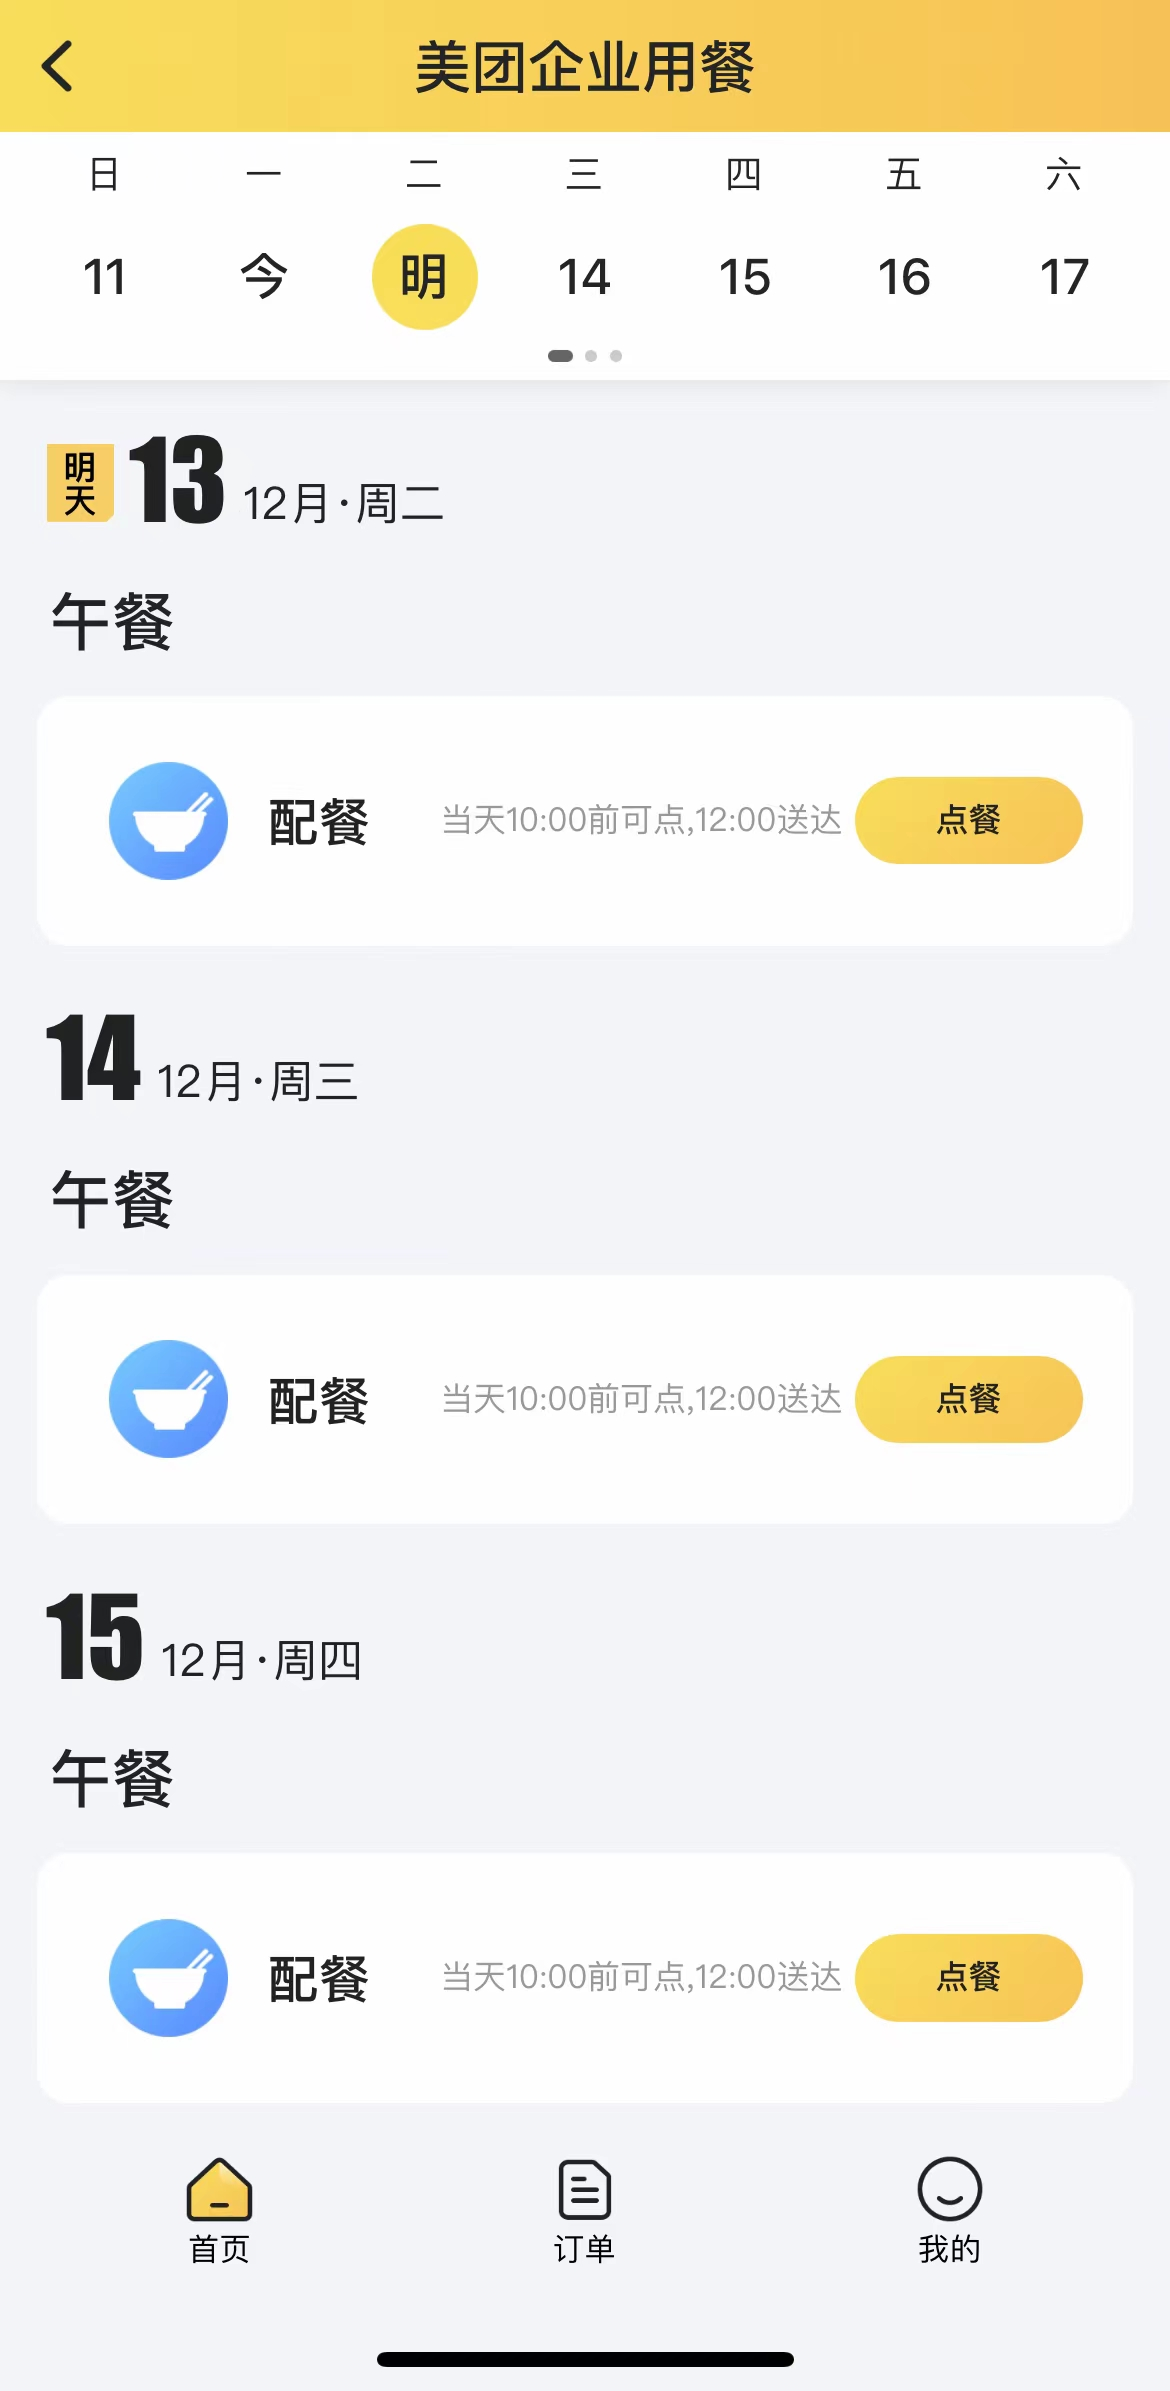 美团企业用餐
日 一 二 三 四 五 六
11 今 明 14 15 16 17
明天 13 12月·周二
午餐
配餐 当天10:00前可点,12:00送达 点餐
14 12月·周三
午餐
配餐 当天10:00前可点,12:00送达 点餐
15 12月·周四
午餐
配餐 当天10:00前可点,12:00送达 点餐
首页 订单 我的